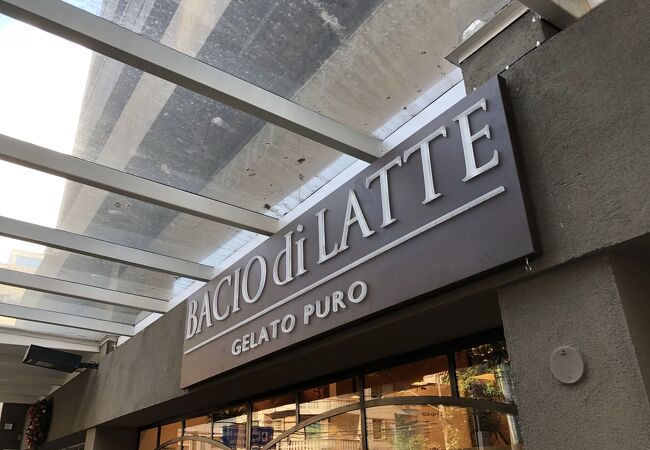 BACIO di LATTE
GELATO PURO